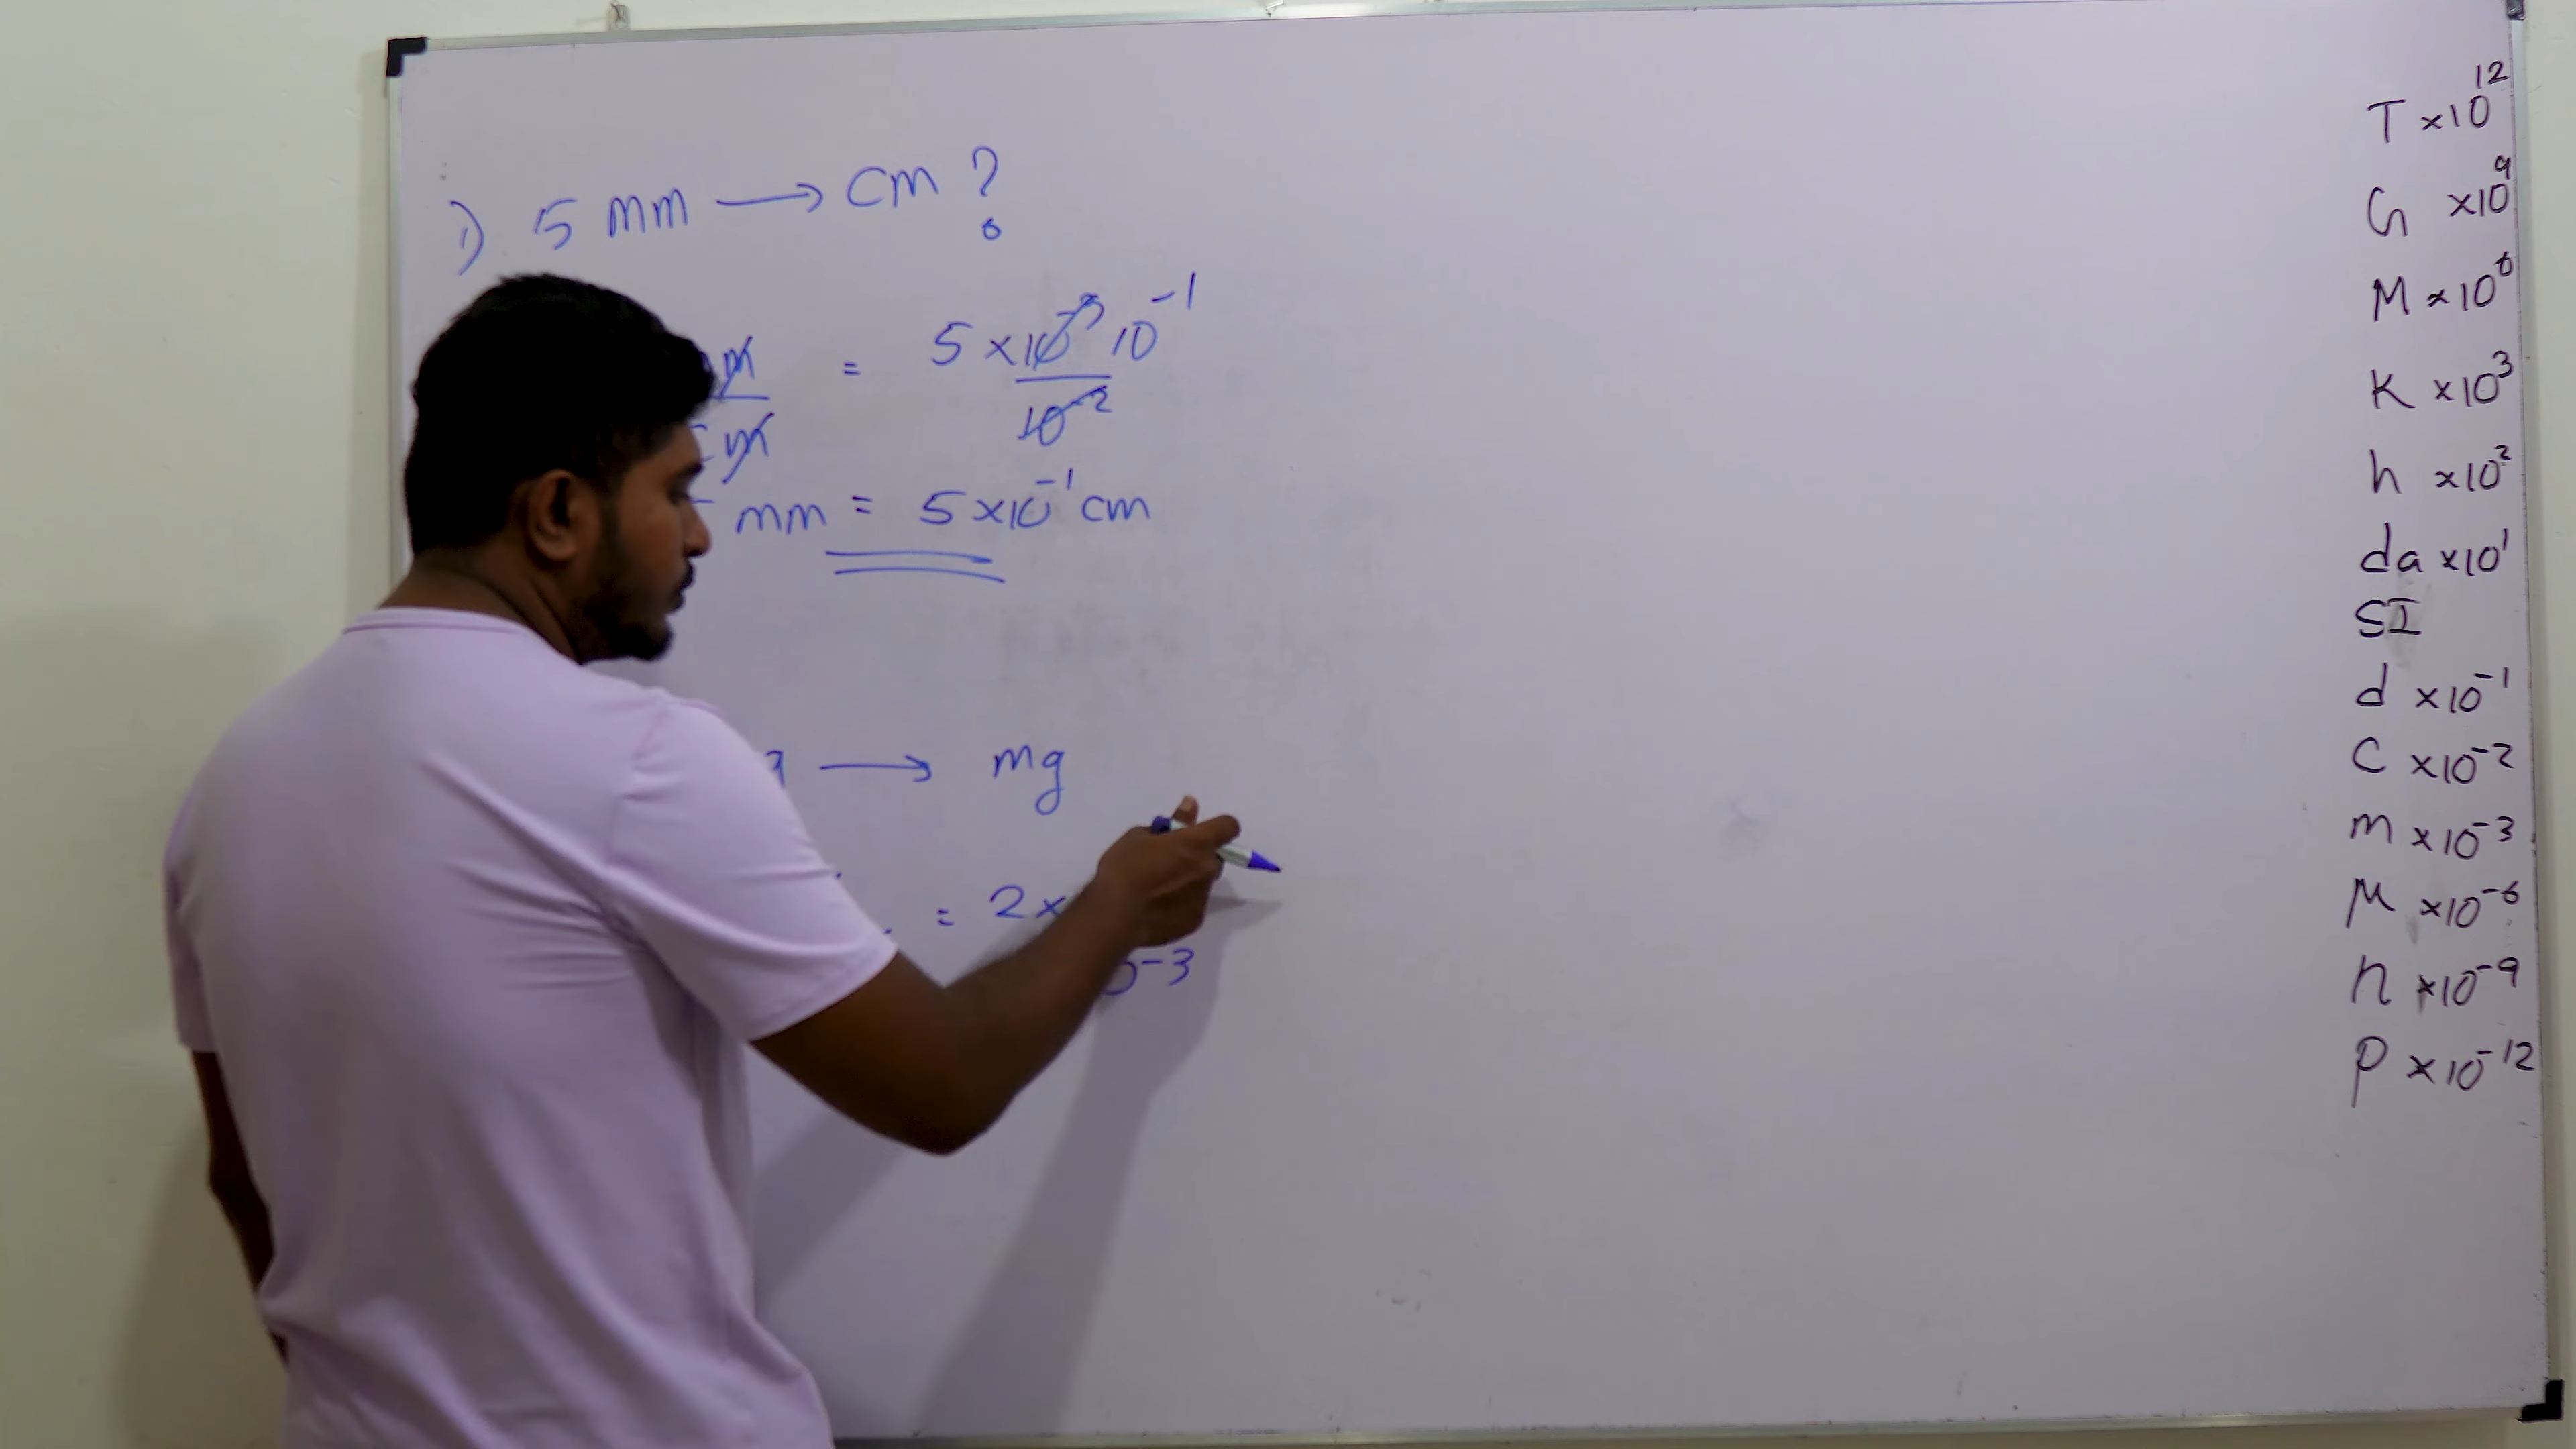 1) 5 mm → cm ?
= 5 × 10⁻³ 10⁻¹
10⁻²
mm = 5 × 10⁻¹ cm
→ mg
= 2 ×
⁻³
T ×10¹²
G ×10⁹
M ×10⁶
K ×10³
h ×10²
da ×10¹
SI
d ×10⁻¹
C ×10⁻²
m ×10⁻³
μ ×10⁻⁶
n ×10⁻⁹
p ×10⁻¹²